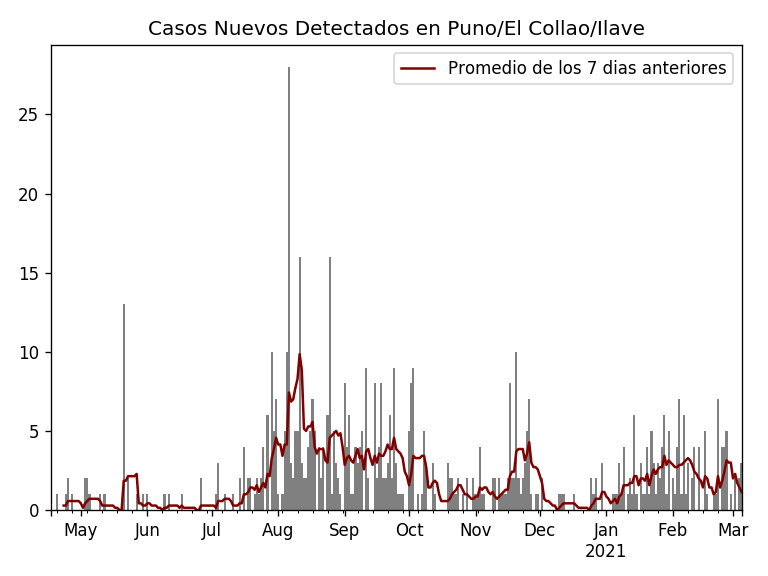 Casos Nuevos Detectados en Puno/El Collao/Ilave
Promedio de los 7 dias anteriores
25
20
15
10
5
0
May Jun Jul Aug Sep Oct Nov Dec Jan Feb Mar
2021